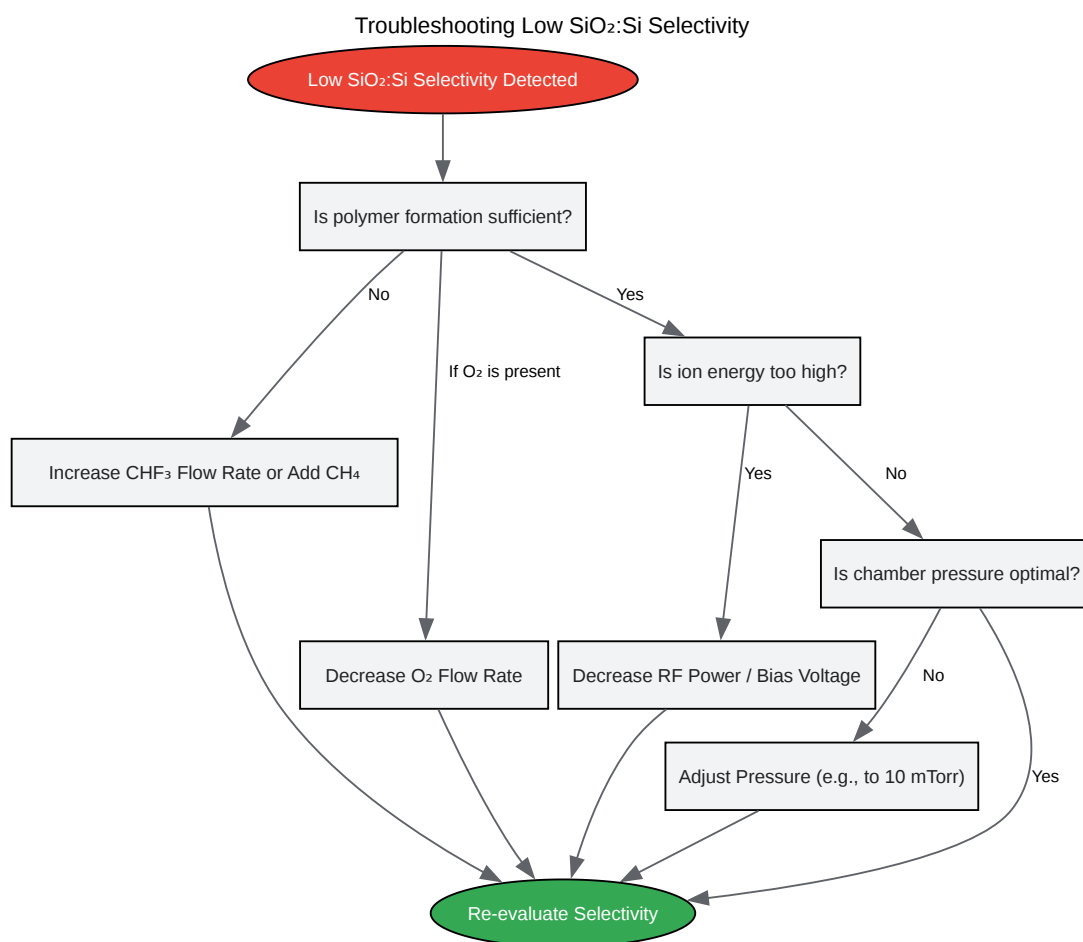 Troubleshooting Low SiO₂:Si Selectivity
Low SiO₂:Si Selectivity Detected
Is polymer formation sufficient?
No
Yes
If O₂ is present
Is ion energy too high?
Increase CHF₃ Flow Rate or Add CH₄
Yes
No
Is chamber pressure optimal?
Decrease O₂ Flow Rate
Decrease RF Power / Bias Voltage
No
Adjust Pressure (e.g., to 10 mTorr)
Yes
Re-evaluate Selectivity